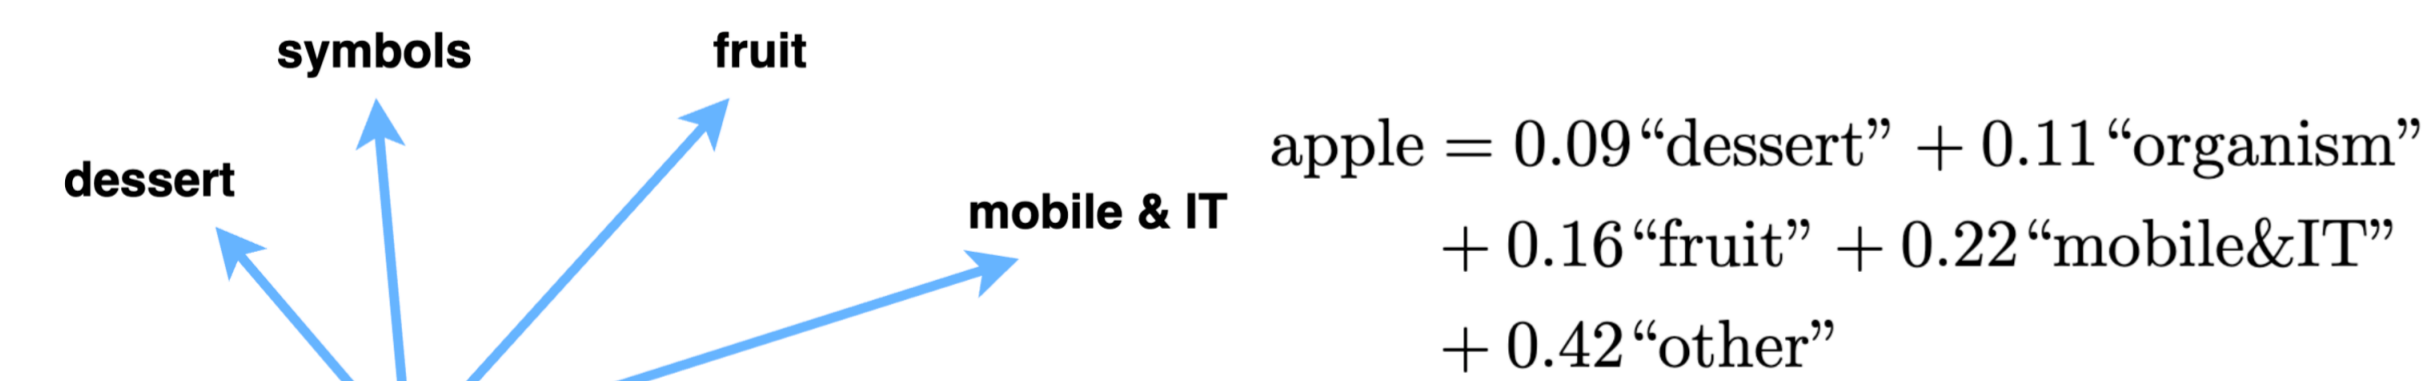 symbols
fruit
dessert
mobile & IT
apple = 0.09“dessert” + 0.11“organism”
+ 0.16“fruit” + 0.22“mobile&IT”
+ 0.42“other”